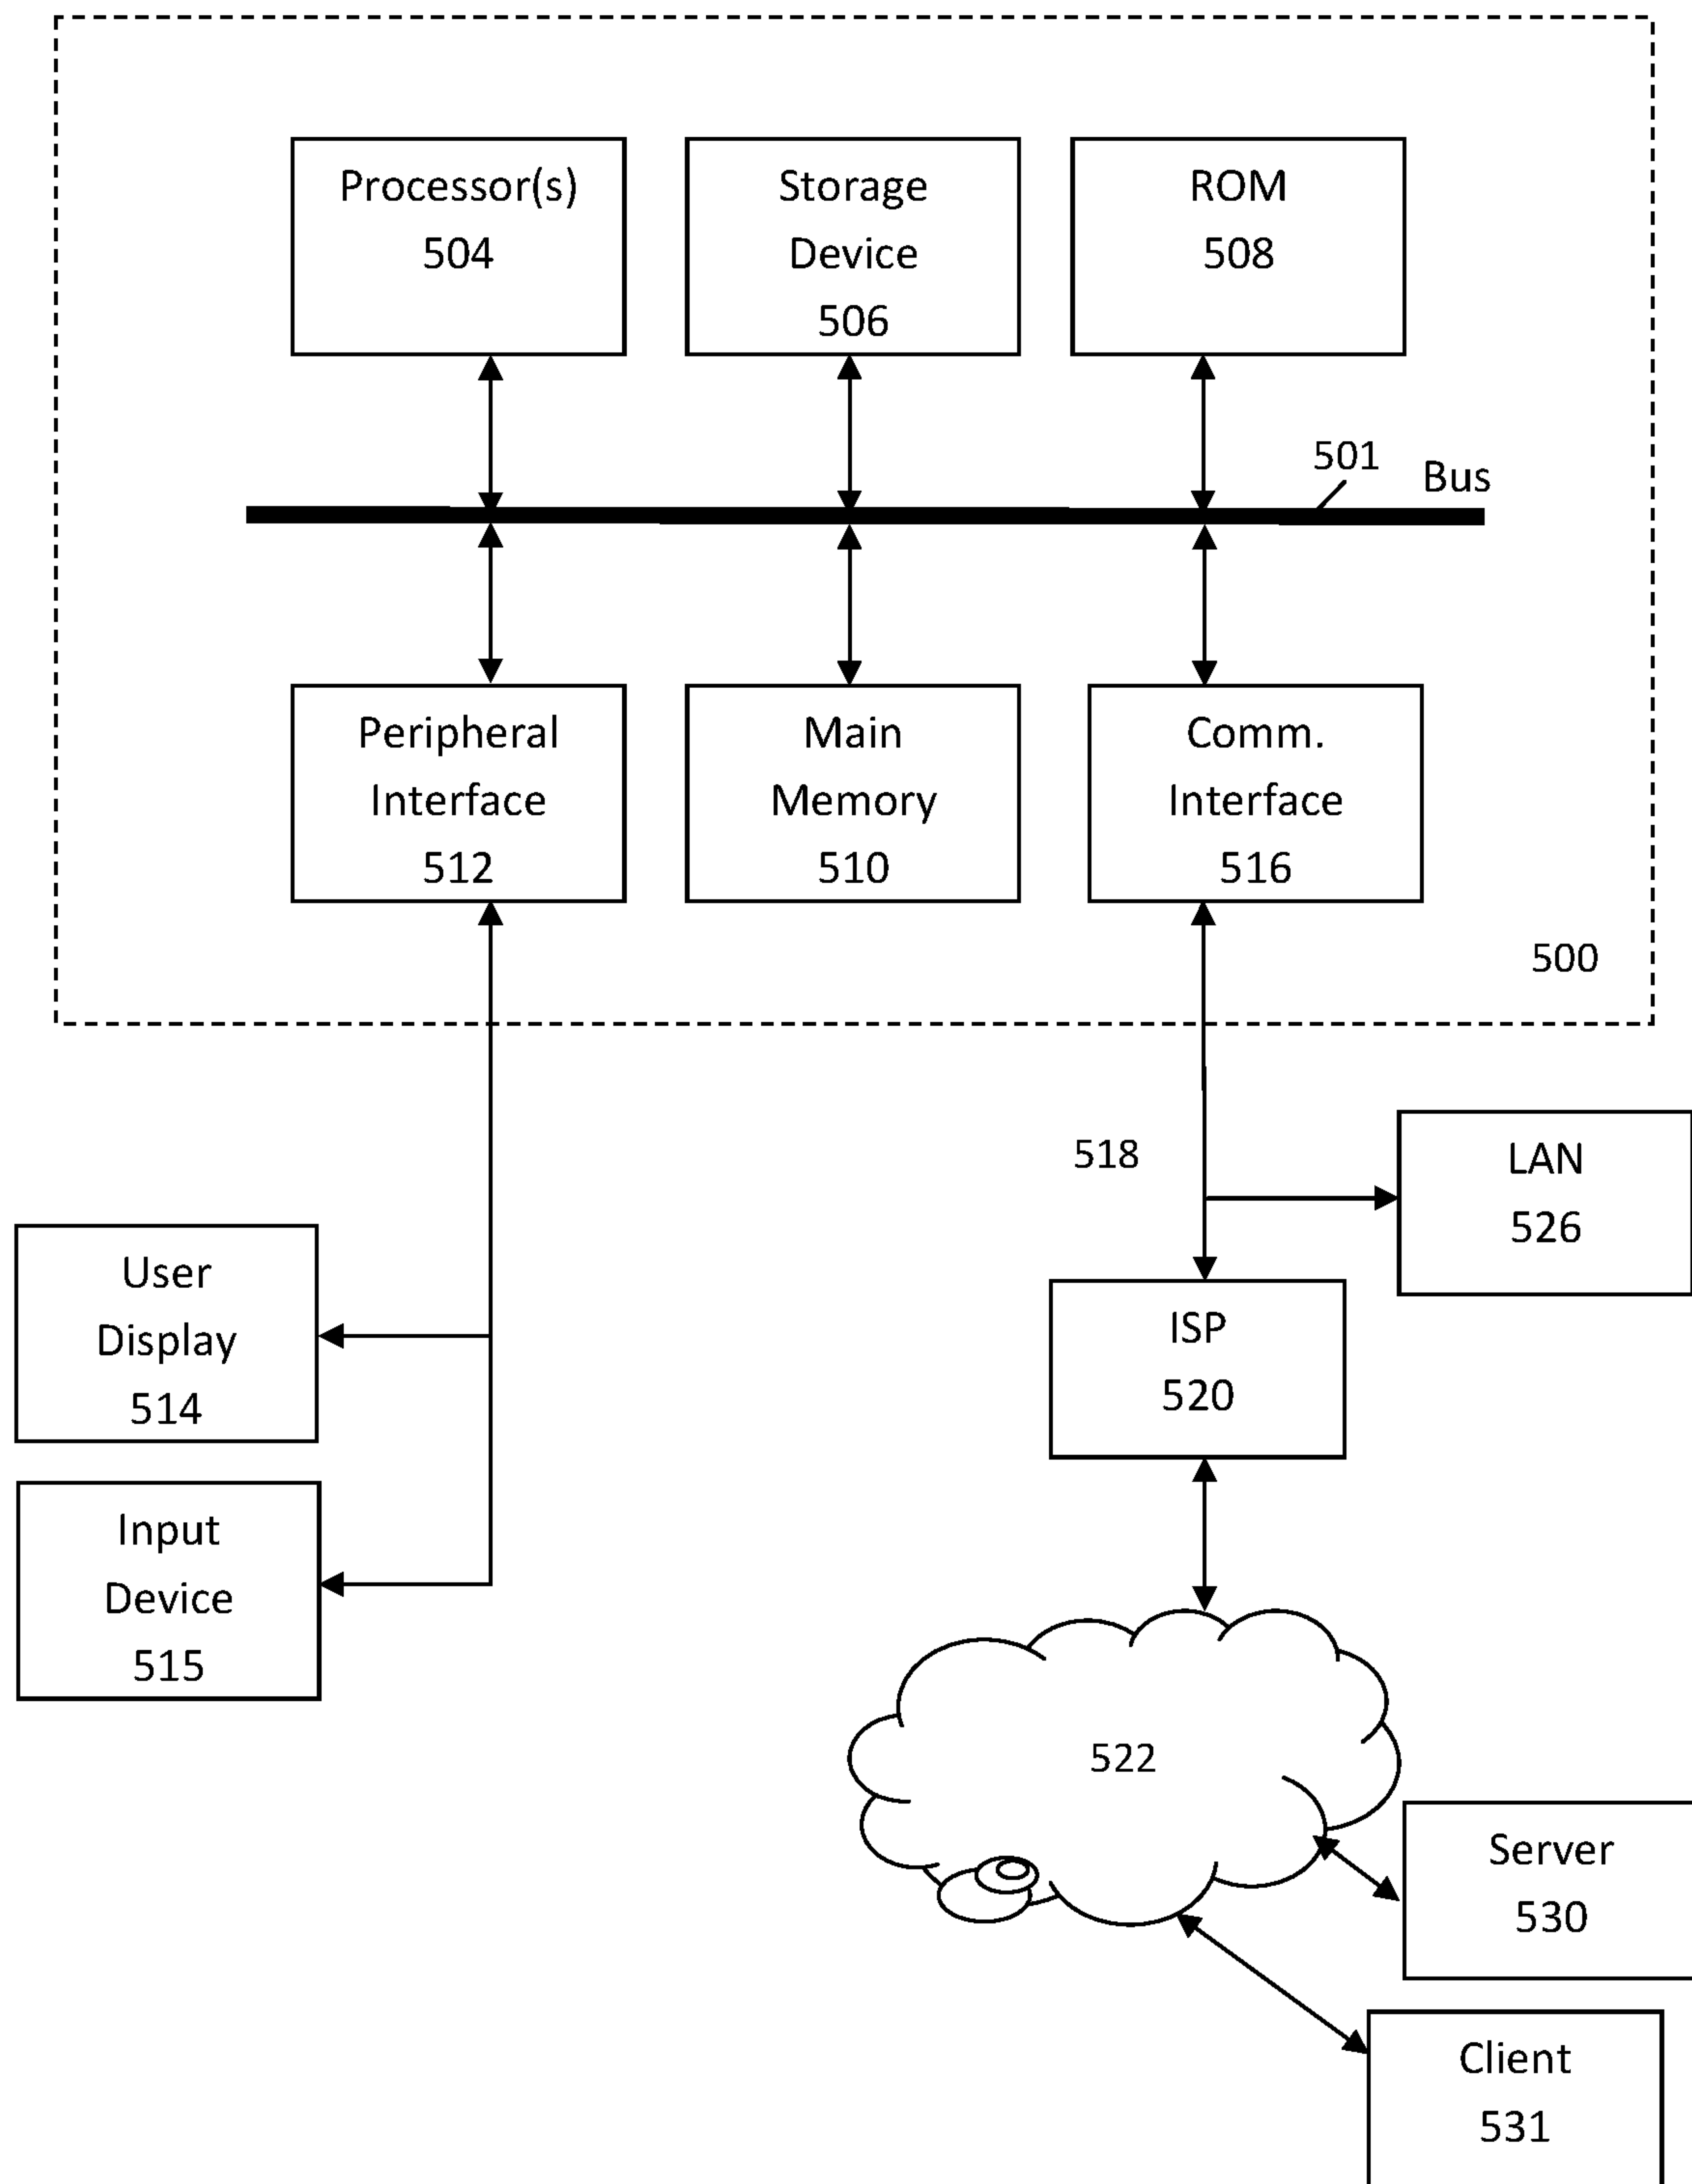 Processor(s)
504
Storage
Device
506
ROM
508
501
Bus
Peripheral
Interface
512
Main
Memory
510
Comm.
Interface
516
500
518
LAN
526
User
Display
514
ISP
520
Input
Device
515
522
Server
530
Client
531